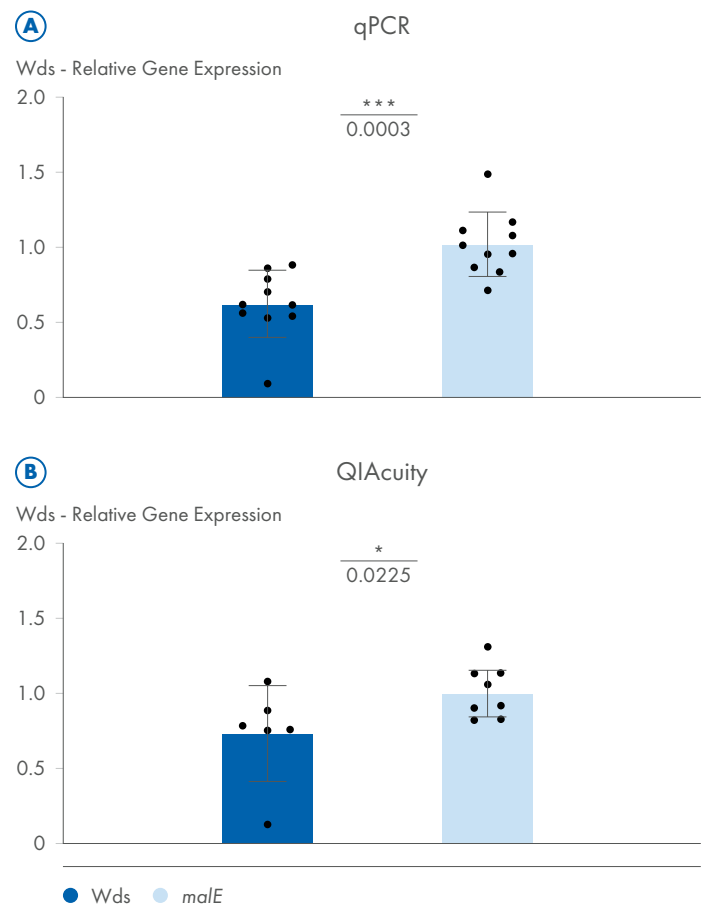 A
qPCR
Wds - Relative Gene Expression
2.0
***
0.0003
1.5
1.0
0.5
0
B
QIAcuity
Wds - Relative Gene Expression
2.0
*
0.0225
1.5
1.0
0.5
0
Wds malE